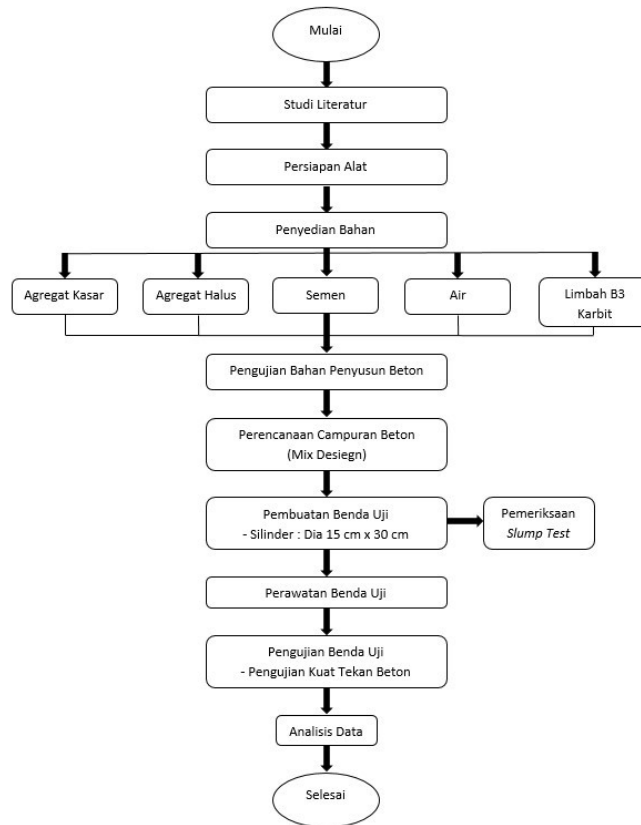 Mulai
Studi Literatur
Persiapan Alat
Penyedian Bahan
Agregat Kasar
Agregat Halus
Semen
Air
Limbah B3
Karbit
Pengujian Bahan Penyusun Beton
Perencanaan Campuran Beton
(Mix Desiegn)
Pembuatan Benda Uji
- Silinder : Dia 15 cm x 30 cm
Pemeriksaan
Slump Test
Perawatan Benda Uji
Pengujian Benda Uji
- Pengujian Kuat Tekan Beton
Analisis Data
Selesai